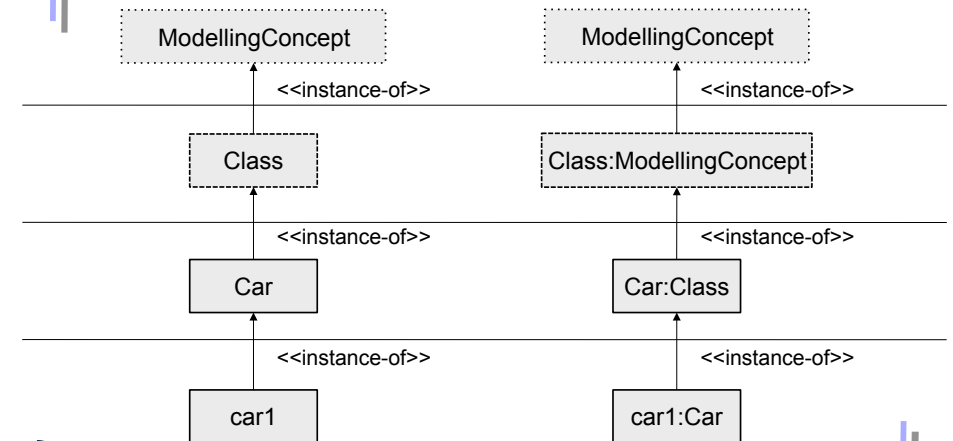 ModellingConcept ModellingConcept
<<instance-of>> <<instance-of>>
Class Class:ModellingConcept
<<instance-of>> <<instance-of>>
Car Car:Class
<<instance-of>> <<instance-of>>
car1 car1:Car